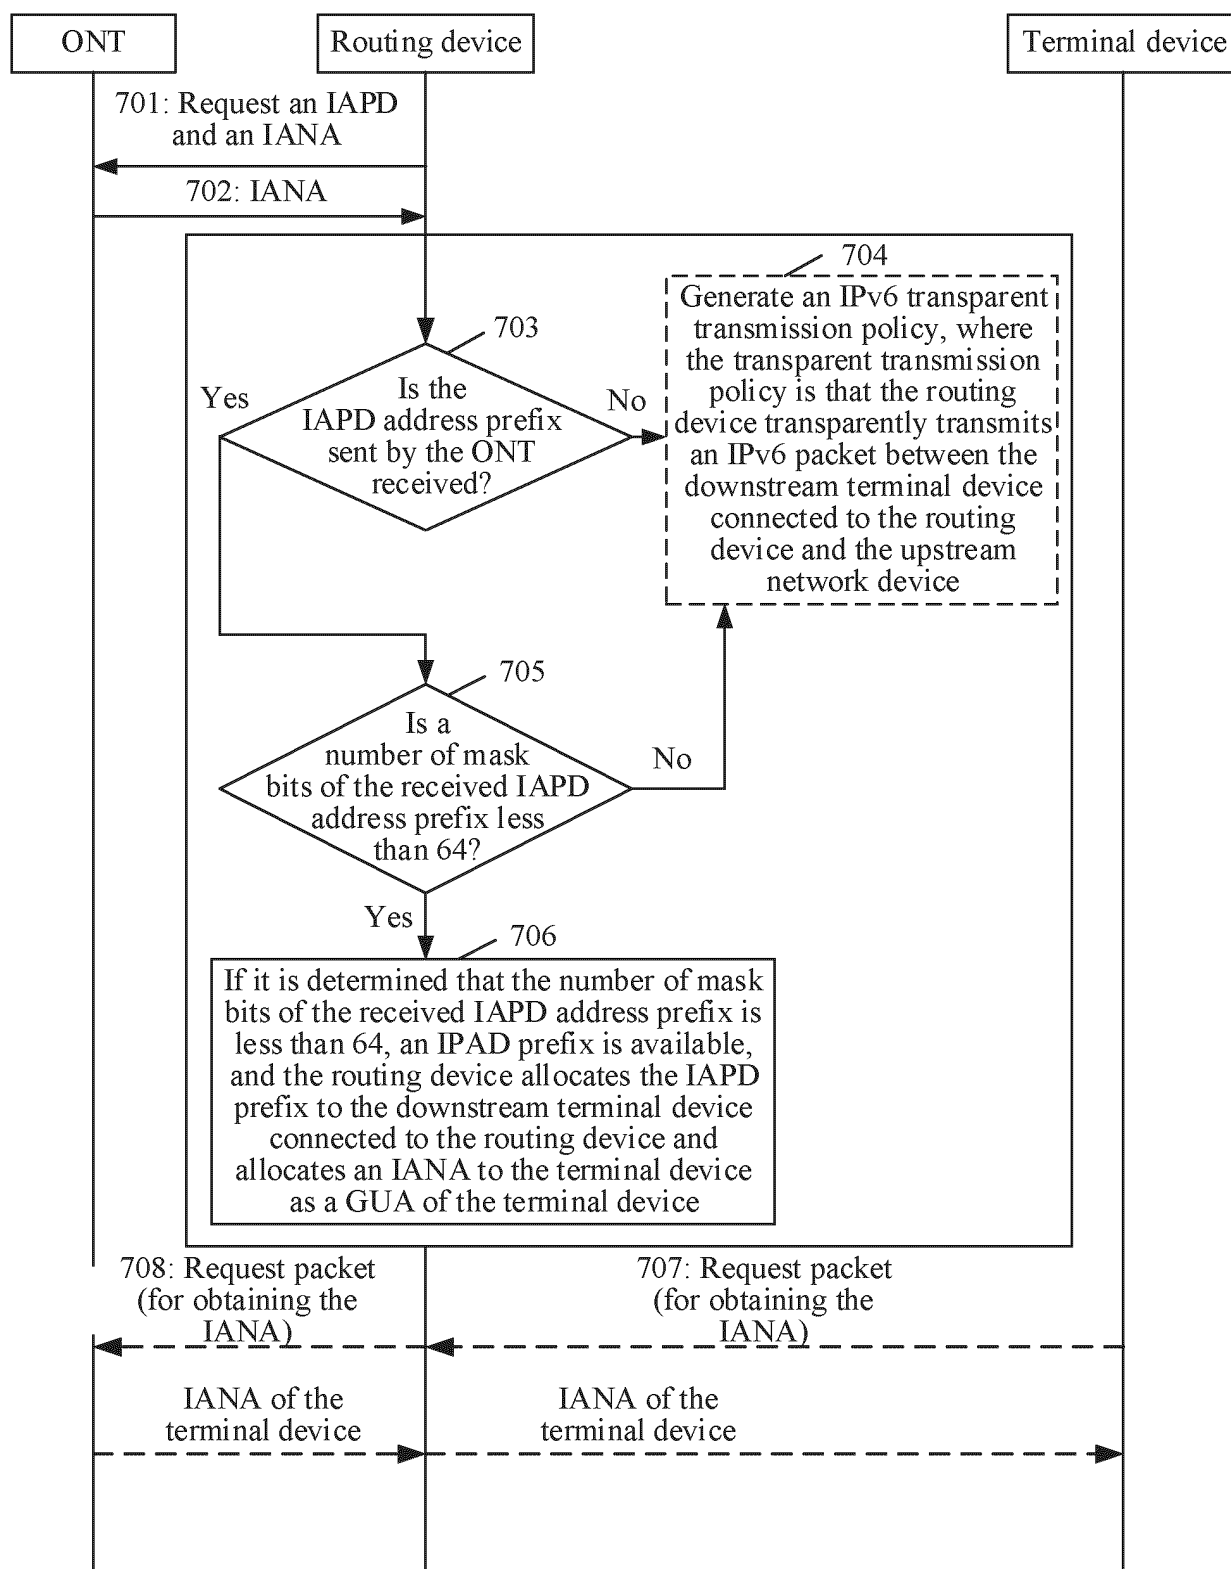 ONT
Routing device
Terminal device
701: Request an IAPD
and an IANA
702: IANA
704
Generate an IPv6 transparent
transmission policy, where
the transparent transmission
policy is that the routing
device transparently transmits
an IPv6 packet between the
downstream terminal device
connected to the routing
device and the upstream
network device
703
Yes
Is the
IAPD address prefix
sent by the ONT
received?
No
705
Is a
number of mask
bits of the received IAPD
address prefix less
than 64?
No
Yes
706
If it is determined that the number of mask
bits of the received IAPD address prefix is
less than 64, an IPAD prefix is available,
and the routing device allocates the IAPD
prefix to the downstream terminal device
connected to the routing device and
allocates an IANA to the terminal device
as a GUA of the terminal device
708: Request packet
(for obtaining the
IANA)
707: Request packet
(for obtaining the
IANA)
IANA of the
terminal device
IANA of the
terminal device